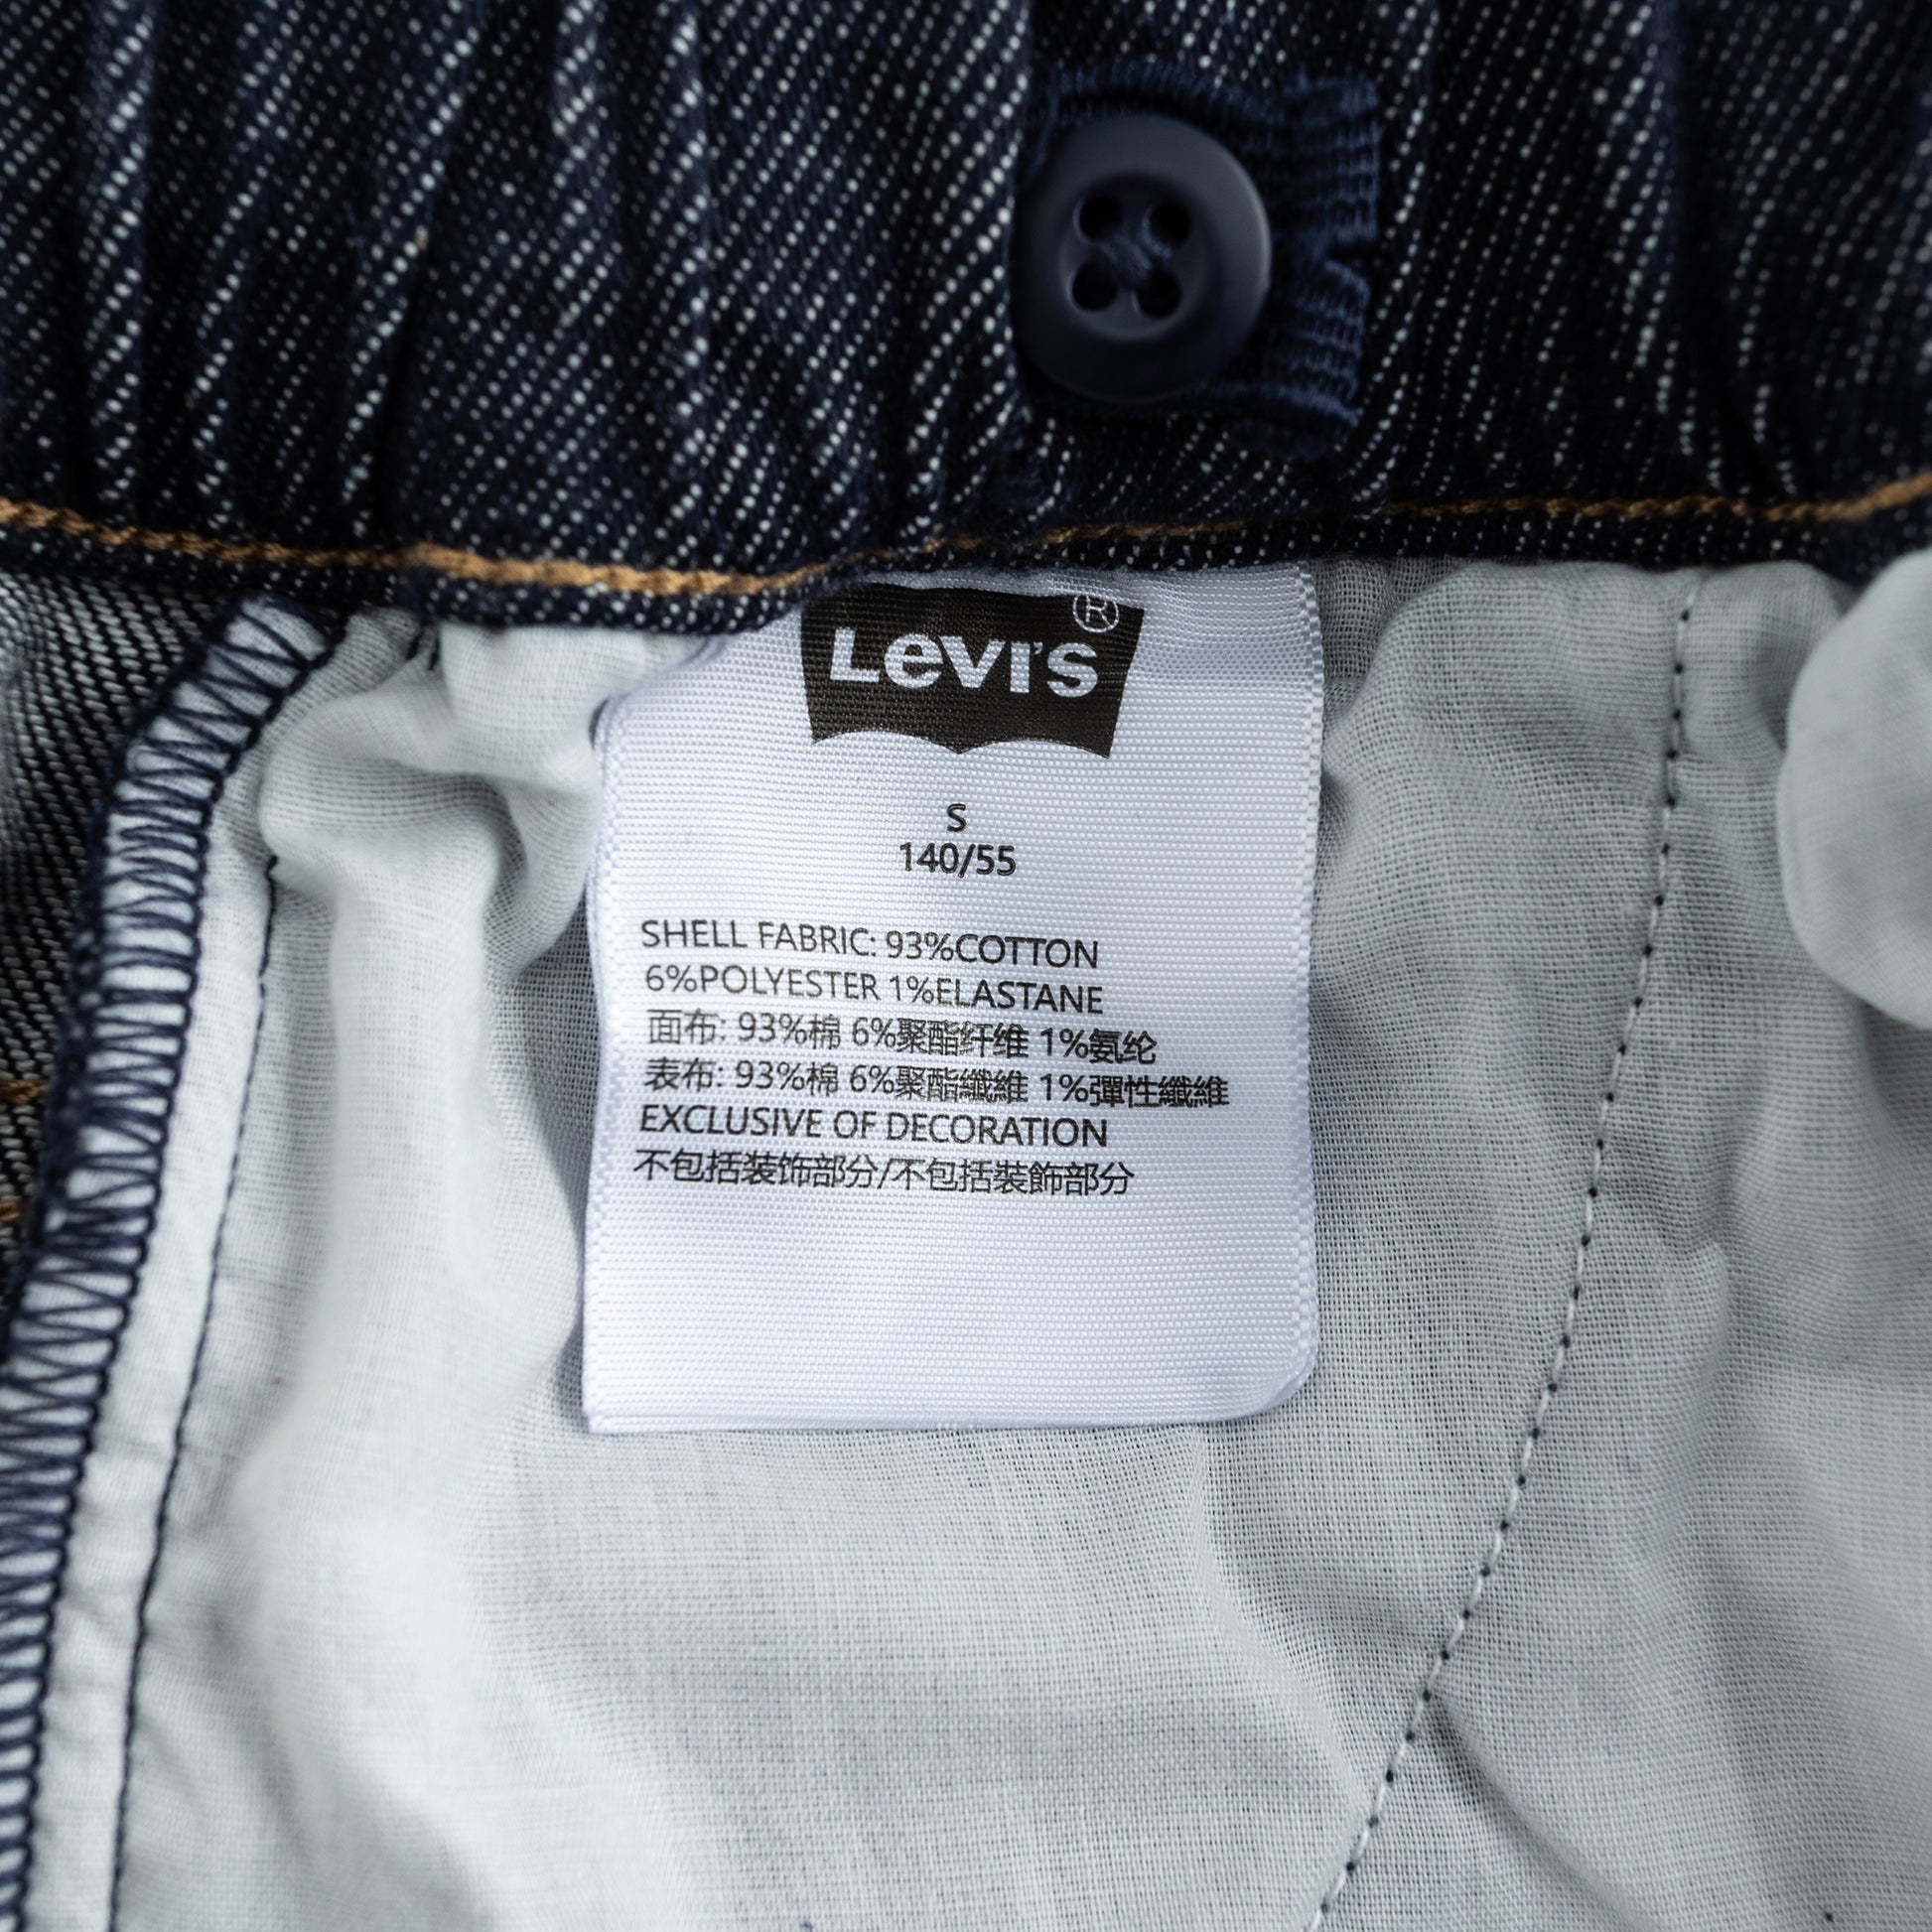 Levi's ®
S
140/55
SHELL FABRIC: 93%COTTON
6%POLYESTER 1%ELASTANE
面布: 93%棉 6%聚酯纤维 1%氨纶
表布: 93%棉 6%聚酯纖維 1%彈性纖維
EXCLUSIVE OF DECORATION
不包括装饰部分/不包括裝飾部分